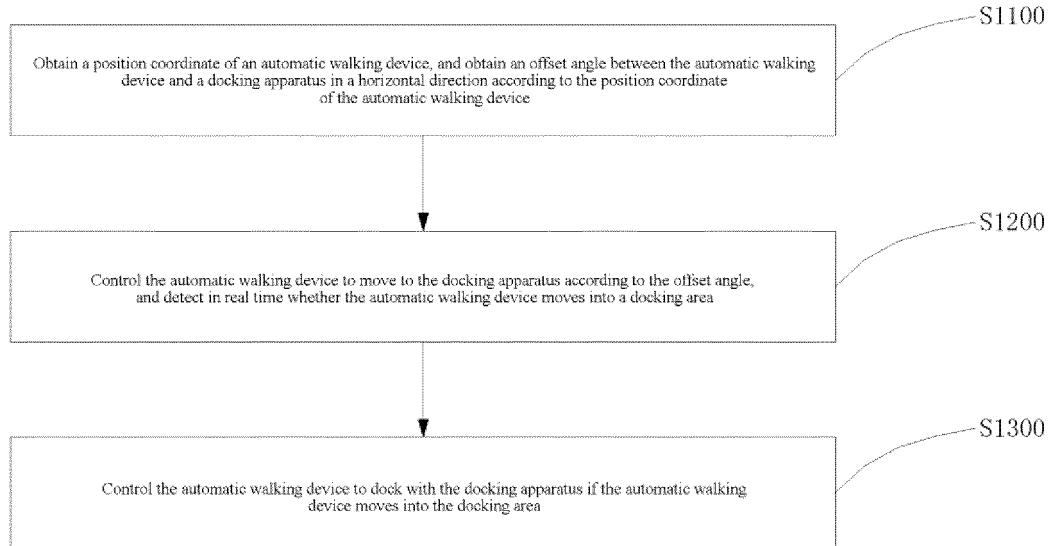 S1100
Obtain a position coordinate of an automatic walking device, and obtain an offset angle between the automatic walking
device and a docking apparatus in a horizontal direction according to the position coordinate
of the automatic walking device
S1200
Control the automatic walking device to move to the docking apparatus according to the offset angle,
and detect in real time whether the automatic walking device moves into a docking area
S1300
Control the automatic walking device to dock with the docking apparatus if the automatic walking
device moves into the docking area